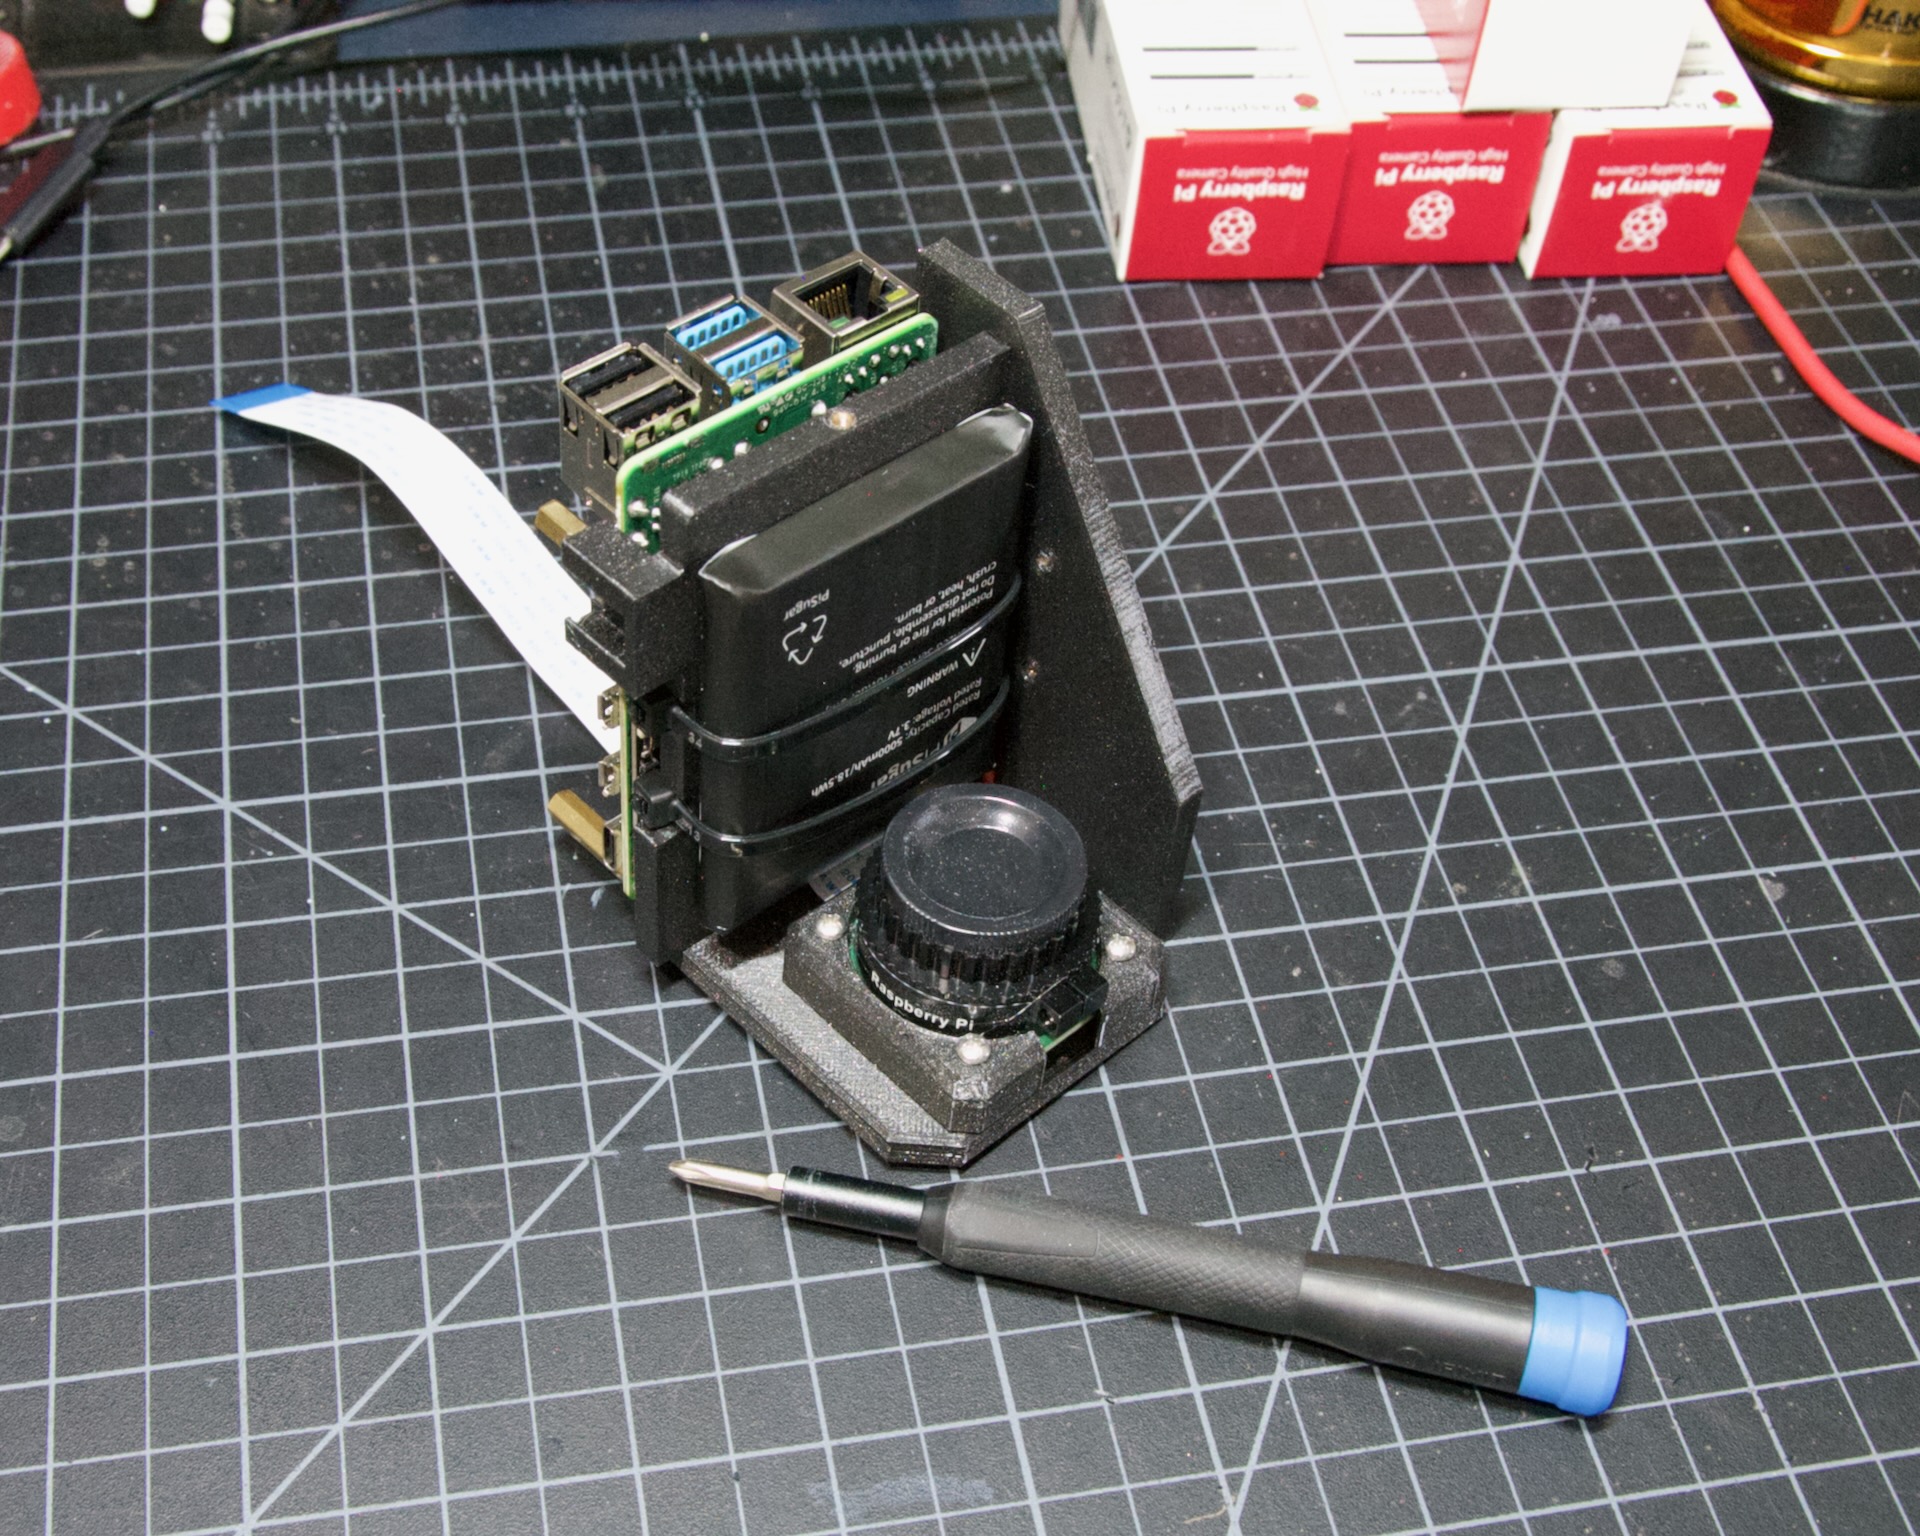 Raspberry Pi
High Quality Camera
Raspberry Pi
High Quality Camera
Raspberry Pi
High Quality Camera
PiSugar
Potential for fire or burning.
Do not disassemble, puncture,
crush, heat, or burn.
WARNING
Rated Voltage: 3.7V
Rated Capacity: 5000mAh/18.5Wh
PiSugar
Raspberry Pi